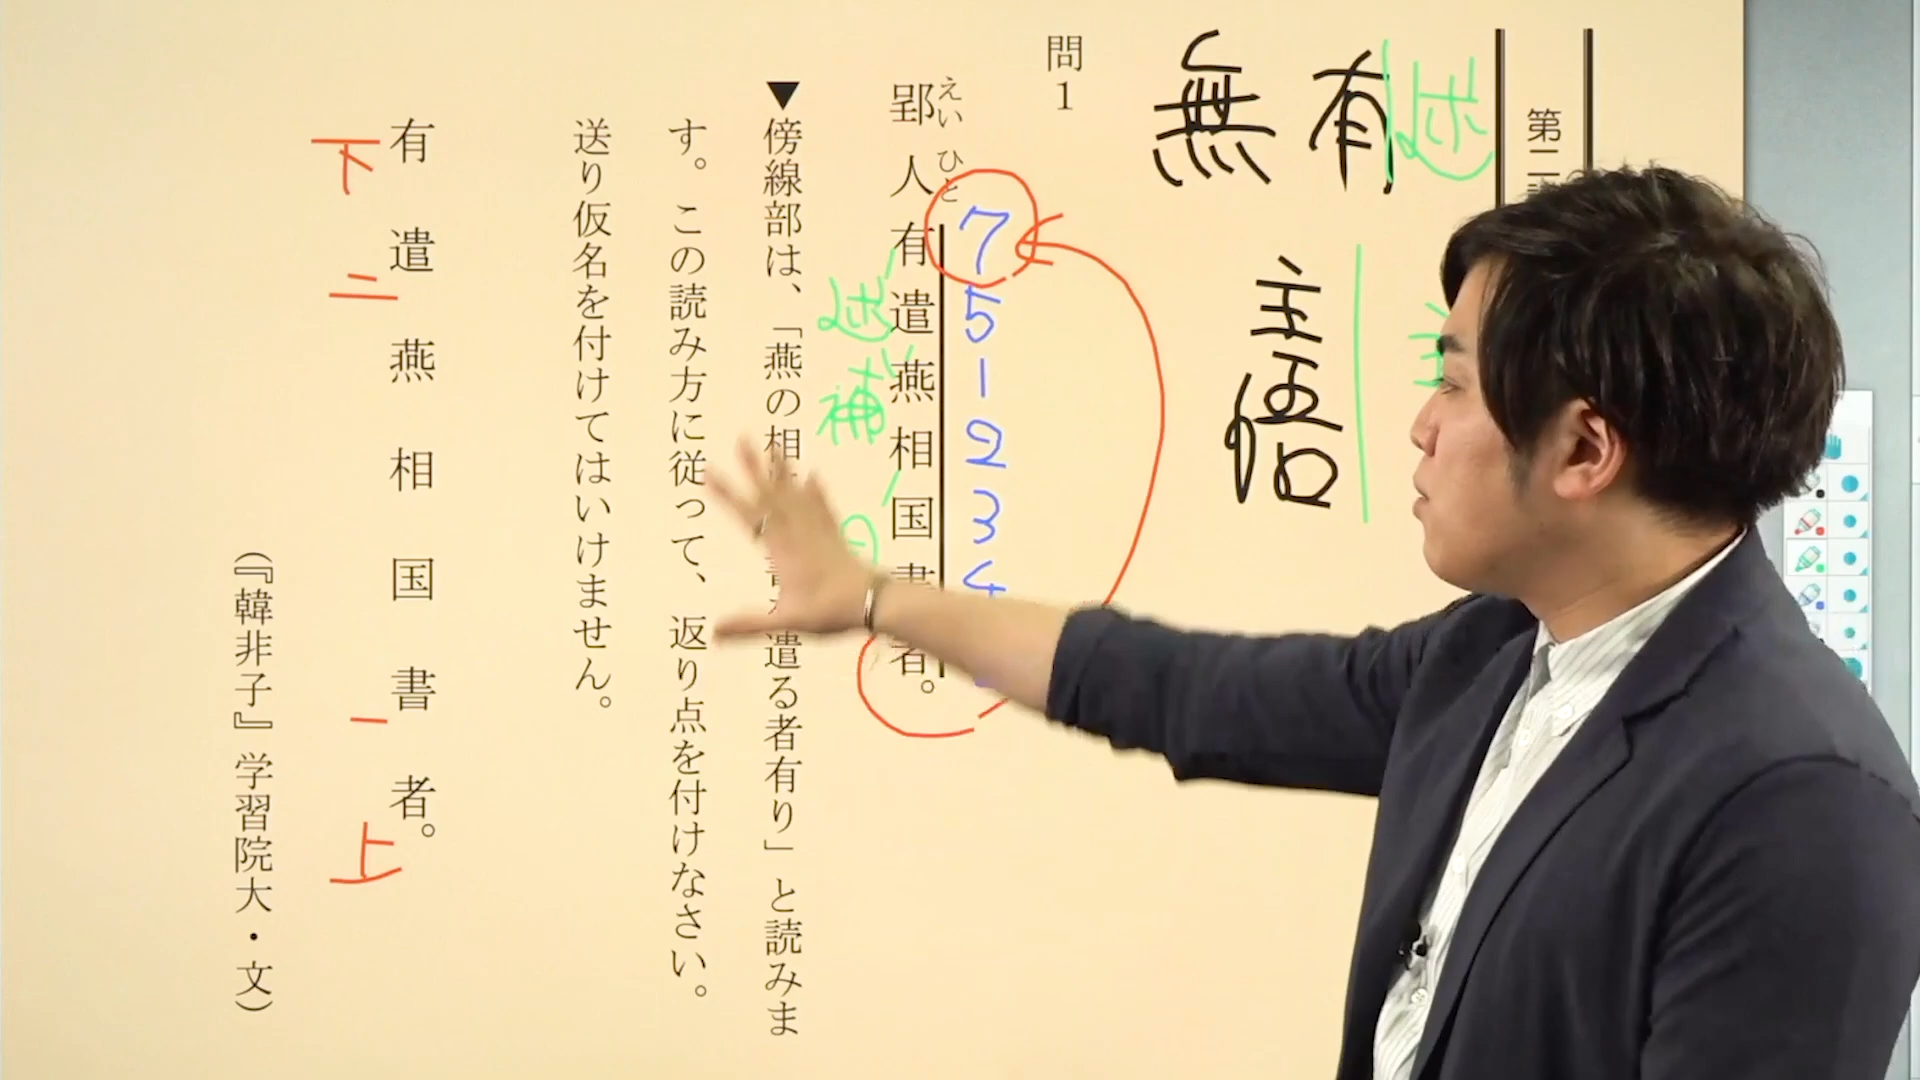 第二
述
有
無
主語
問1
えい ひと
郢人有遣燕相国書者。
7
5
1
2
3
4
述
補
▼傍線部は、「燕の相
遣る者有り」と読みま
す。この読み方に従って、返り点を付けなさい。
送り仮名を付けてはいけません。
有遣燕相国書者。
下
二
一
上
(『韓非子』学習院大・文)